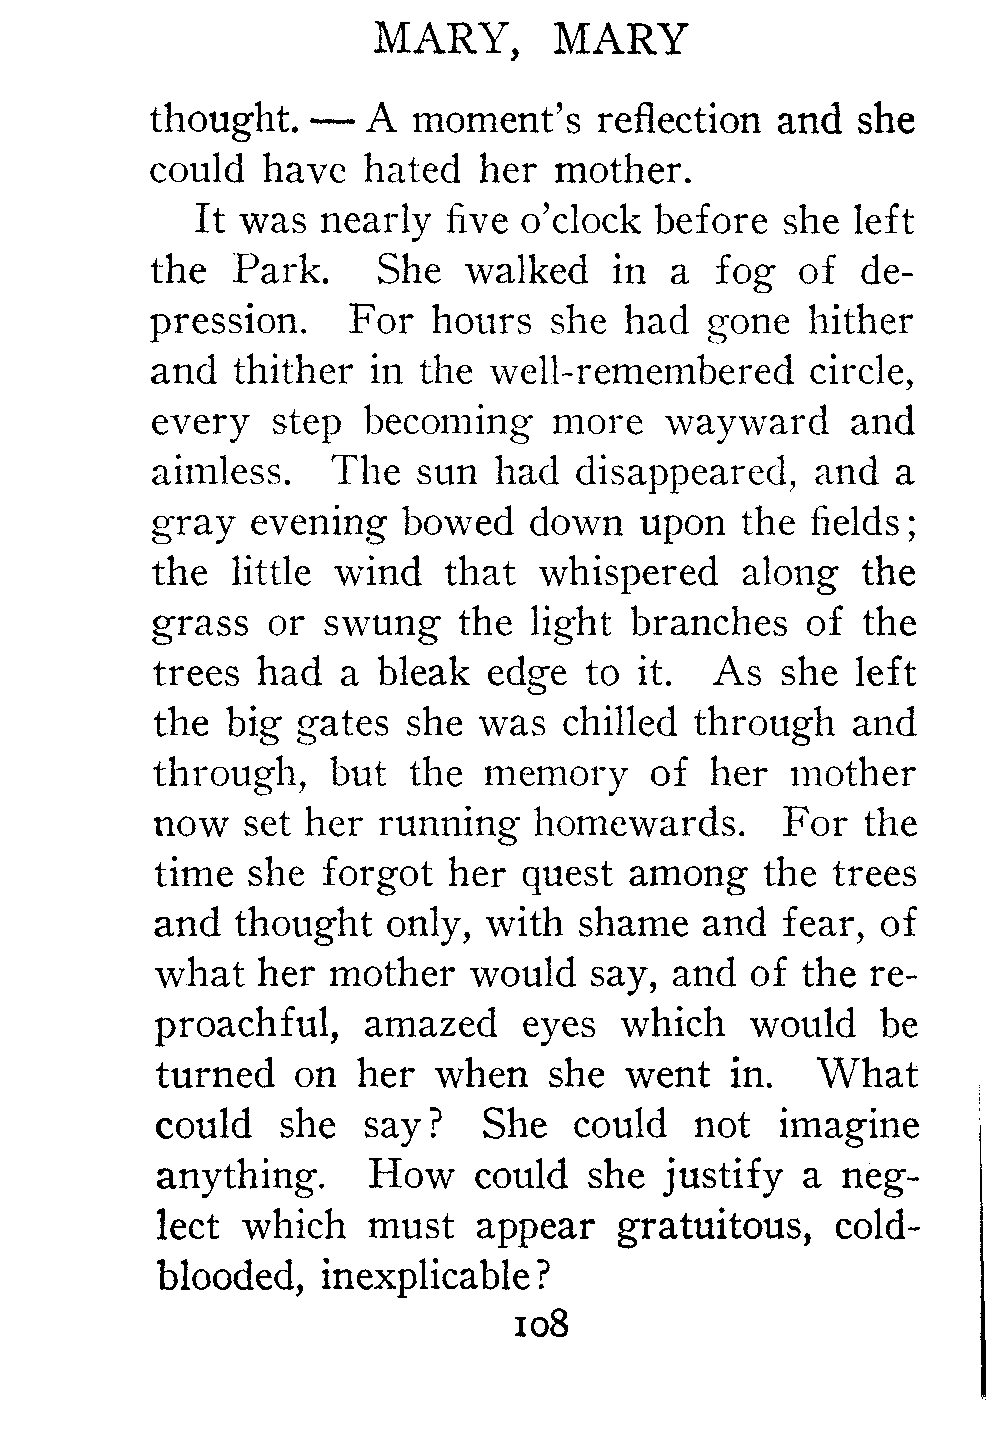 MARY, MARY
thought. — A moment's reflection and she
could have hated her mother.
It was nearly five o'clock before she left
the Park. She walked in a fog of de-
pression. For hours she had gone hither
and thither in the well-remembered circle,
every step becoming more wayward and
aimless. The sun had disappeared, and a
gray evening bowed down upon the fields;
the little wind that whispered along the
grass or swung the light branches of the
trees had a bleak edge to it. As she left
the big gates she was chilled through and
through, but the memory of her mother
now set her running homewards. For the
time she forgot her quest among the trees
and thought only, with shame and fear, of
what her mother would say, and of the re-
proachful, amazed eyes which would be
turned on her when she went in. What
could she say? She could not imagine
anything. How could she justify a neg-
lect which must appear gratuitous, cold-
blooded, inexplicable?
108